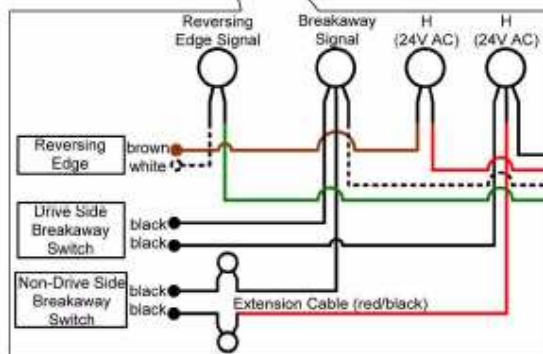 Reversing
Edge Signal
Breakaway
Signal
H
(24V AC)
H
(24V AC)
Reversing
Edge
brown
white
Drive Side
Breakaway
Switch
black
black
Non-Drive Side
Breakaway
Switch
black
black
Extension Cable (red/black)